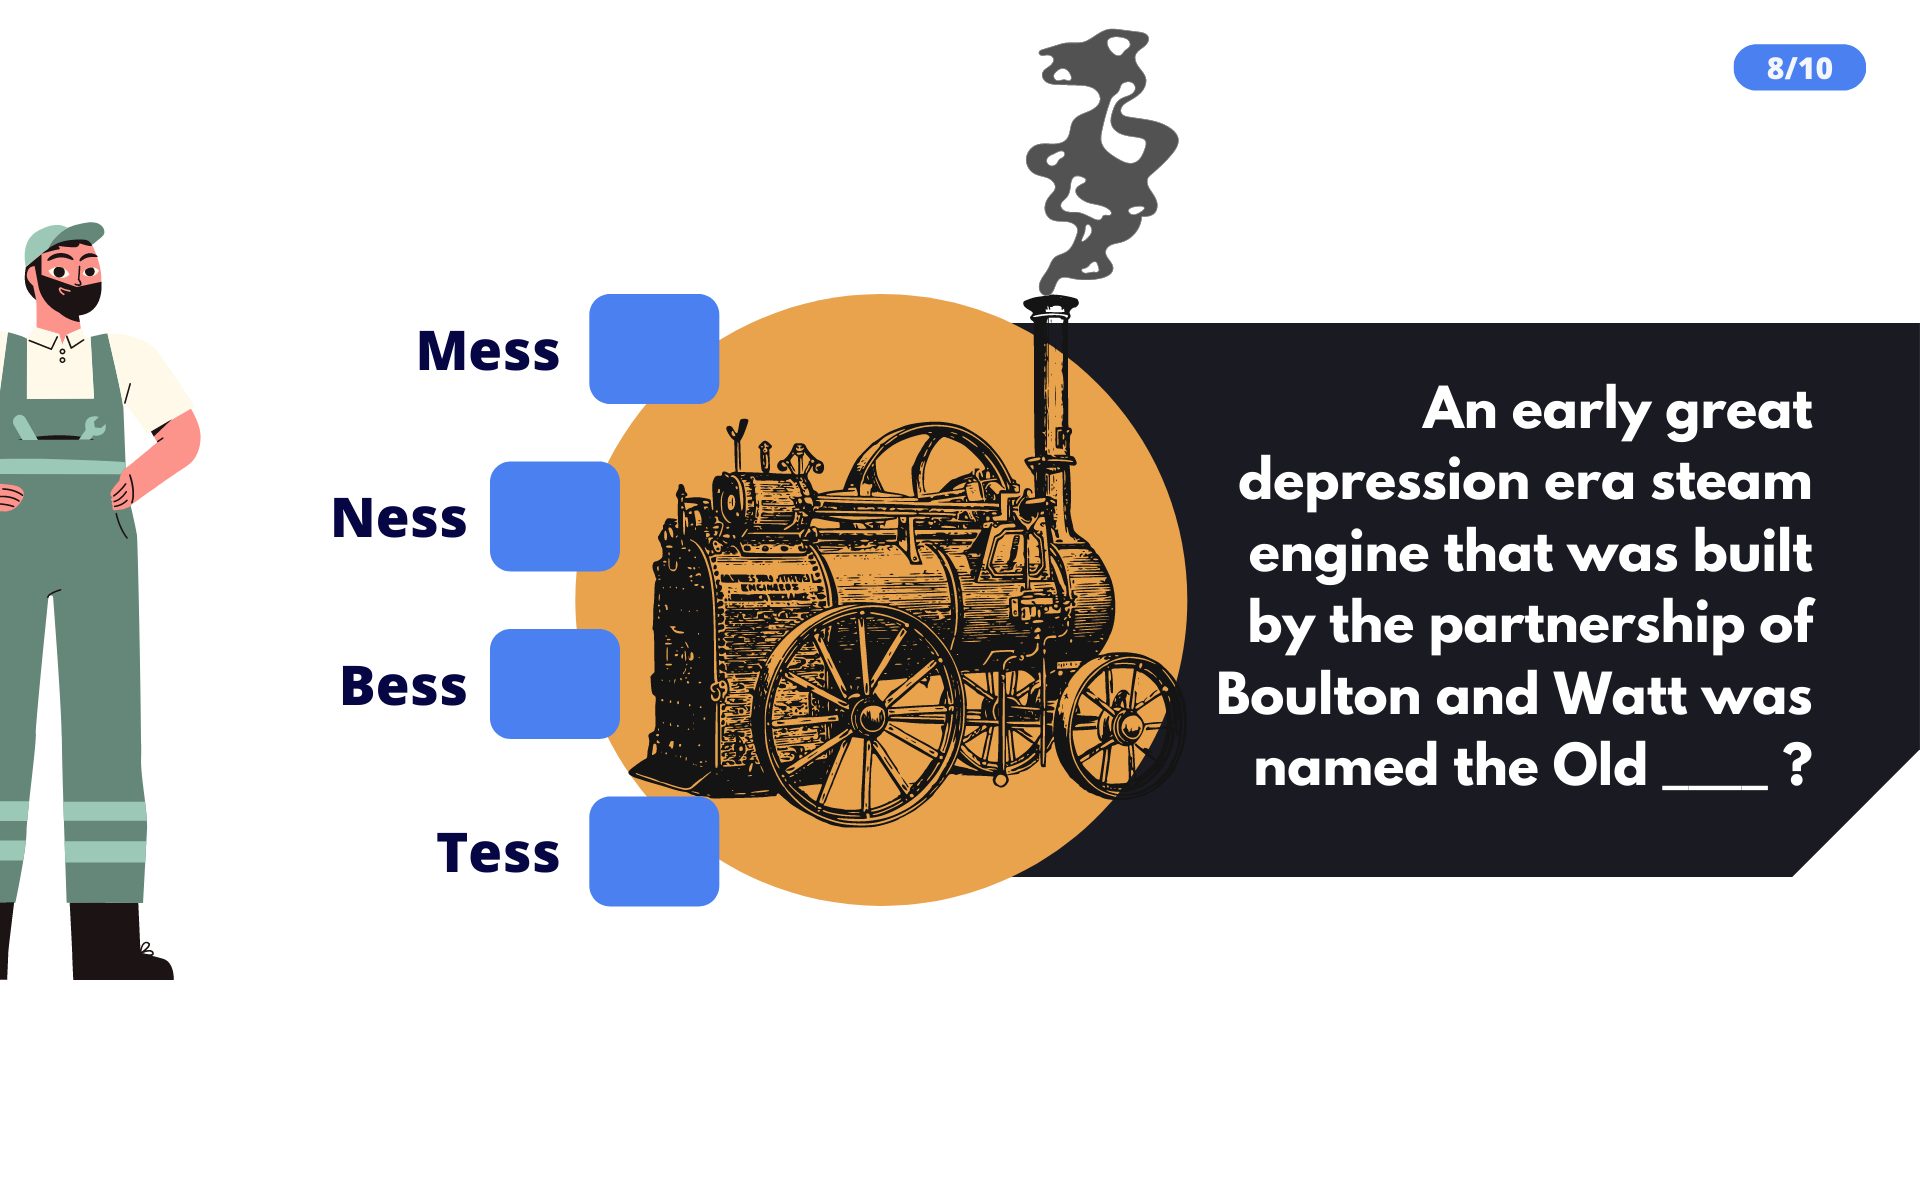 8/10
Mess
Ness
Bess
Tess
An early great
depression era steam
engine that was built
by the partnership of
Boulton and Watt was
named the Old ____ ?
ENGINEERS